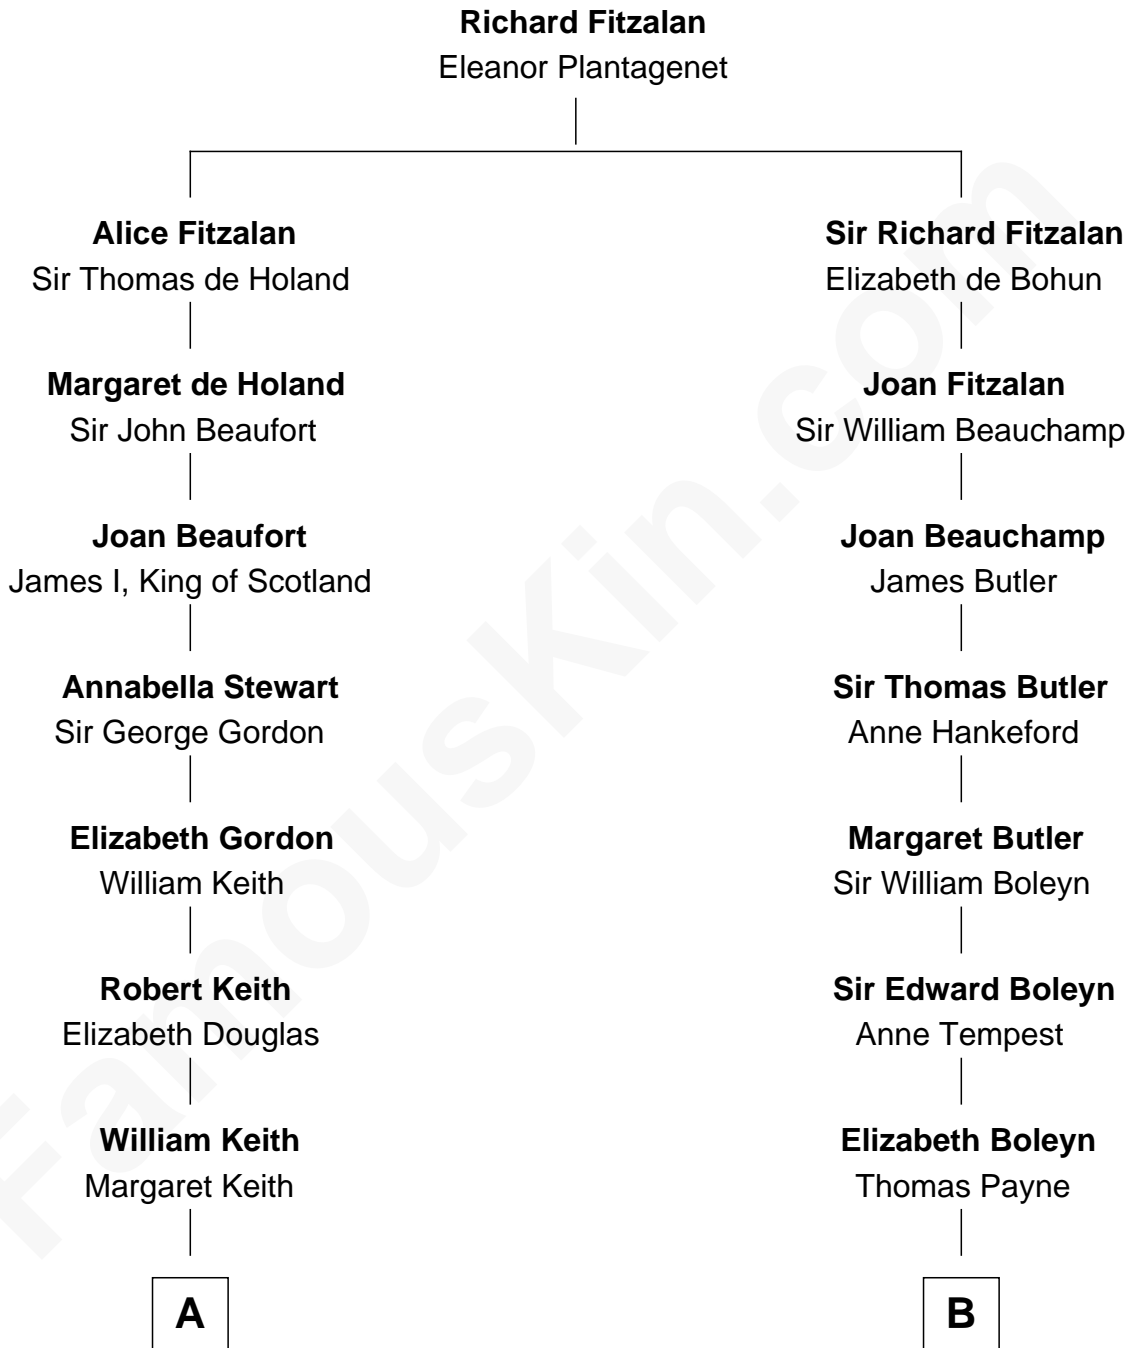 Richard Fitzalan
Eleanor Plantagenet
Alice Fitzalan
Sir Thomas de Holand
Margaret de Holand
Sir John Beaufort
Joan Beaufort
James I, King of Scotland
Annabella Stewart
Sir George Gordon
Elizabeth Gordon
William Keith
Robert Keith
Elizabeth Douglas
William Keith
Margaret Keith
A
Sir Richard Fitzalan
Elizabeth de Bohun
Joan Fitzalan
Sir William Beauchamp
Joan Beauchamp
James Butler
Sir Thomas Butler
Anne Hankeford
Margaret Butler
Sir William Boleyn
Sir Edward Boleyn
Anne Tempest
Elizabeth Boleyn
Thomas Payne
B
FamousKin.com